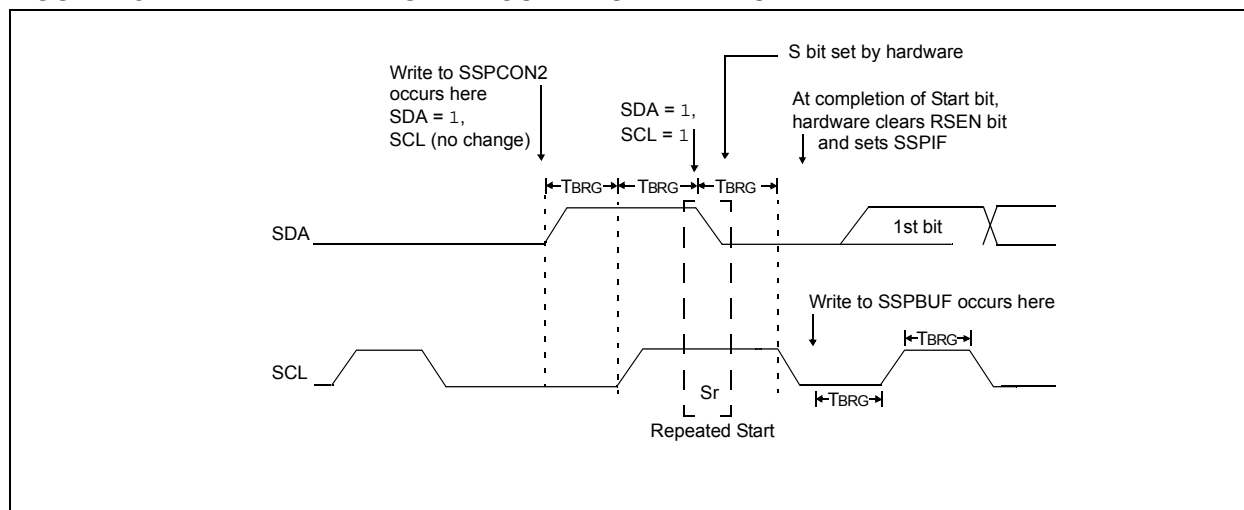 S bit set by hardware
Write to SSPCON2
occurs here
SDA = 1,
SCL (no change)
SDA = 1,
SCL = 1
At completion of Start bit,
hardware clears RSEN bit
and sets SSPIF
TBRG TBRG TBRG
SDA
1st bit
Write to SSPBUF occurs here
TBRG
SCL
Sr
TBRG
Repeated Start